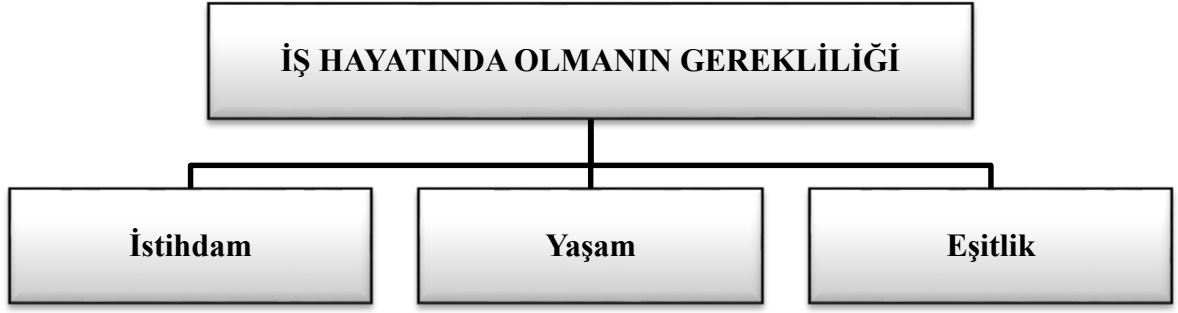 İŞ HAYATINDA OLMANIN GEREKLİLİĞİ
İstihdam
Yaşam
Eşitlik